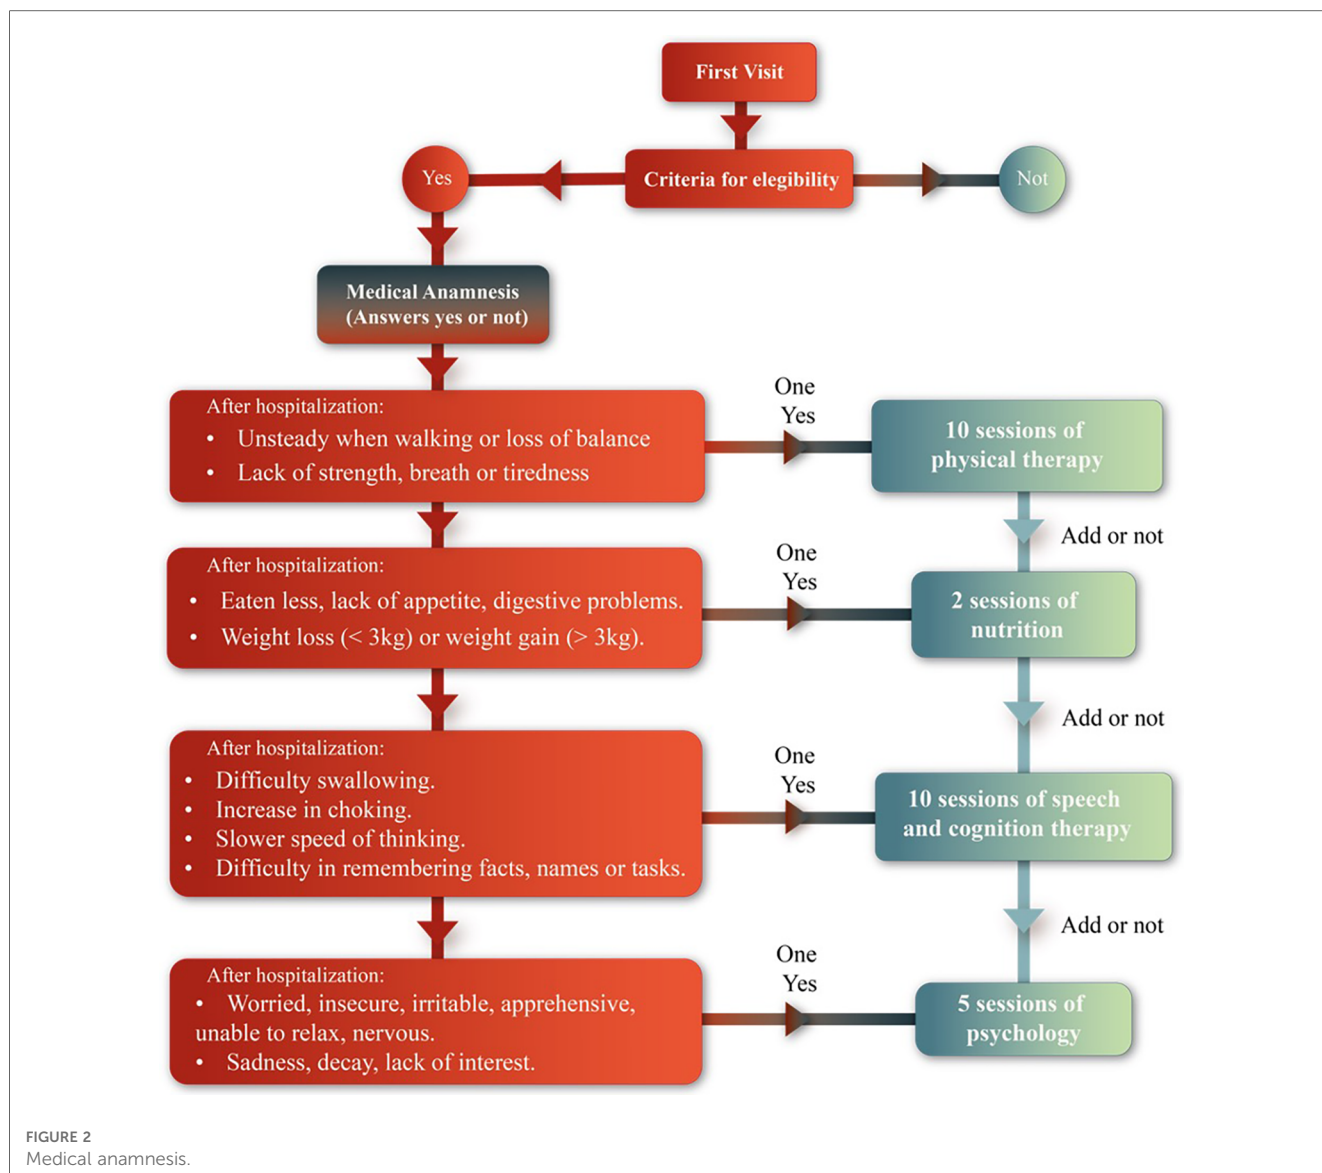 First Visit
Yes
Criteria for elegibility
Not
Medical Anamnesis
(Answers yes or not)
After hospitalization:
• Unsteady when walking or loss of balance
• Lack of strength, breath or tiredness
One
Yes
10 sessions of
physical therapy
Add or not
After hospitalization:
• Eaten less, lack of appetite, digestive problems.
• Weight loss (< 3kg) or weight gain (> 3kg).
One
Yes
2 sessions of
nutrition
Add or not
After hospitalization:
• Difficulty swallowing.
• Increase in choking.
• Slower speed of thinking.
• Difficulty in remembering facts, names or tasks.
One
Yes
10 sessions of speech
and cognition therapy
Add or not
After hospitalization:
• Worried, insecure, irritable, apprehensive,
unable to relax, nervous.
• Sadness, decay, lack of interest.
One
Yes
5 sessions of
psychology
FIGURE 2
Medical anamnesis.